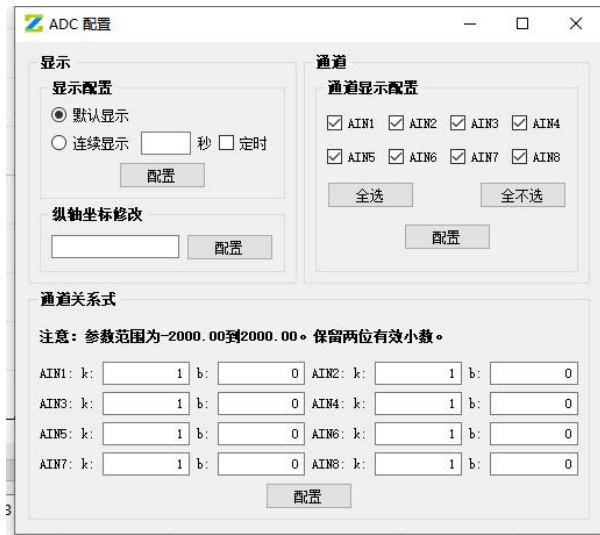 ADC 配置
显示
显示配置
默认显示
连续显示 秒 定时
配置
纵轴坐标修改
配置
通道
通道显示配置
AIN1 AIN2 AIN3 AIN4
AIN5 AIN6 AIN7 AIN8
全选 全不选
配置
通道关系式
注意：参数范围为-2000.00到2000.00。保留两位有效小数。
AIN1: k: 1 b: 0 AIN2: k: 1 b: 0
AIN3: k: 1 b: 0 AIN4: k: 1 b: 0
AIN5: k: 1 b: 0 AIN6: k: 1 b: 0
AIN7: k: 1 b: 0 AIN8: k: 1 b: 0
配置